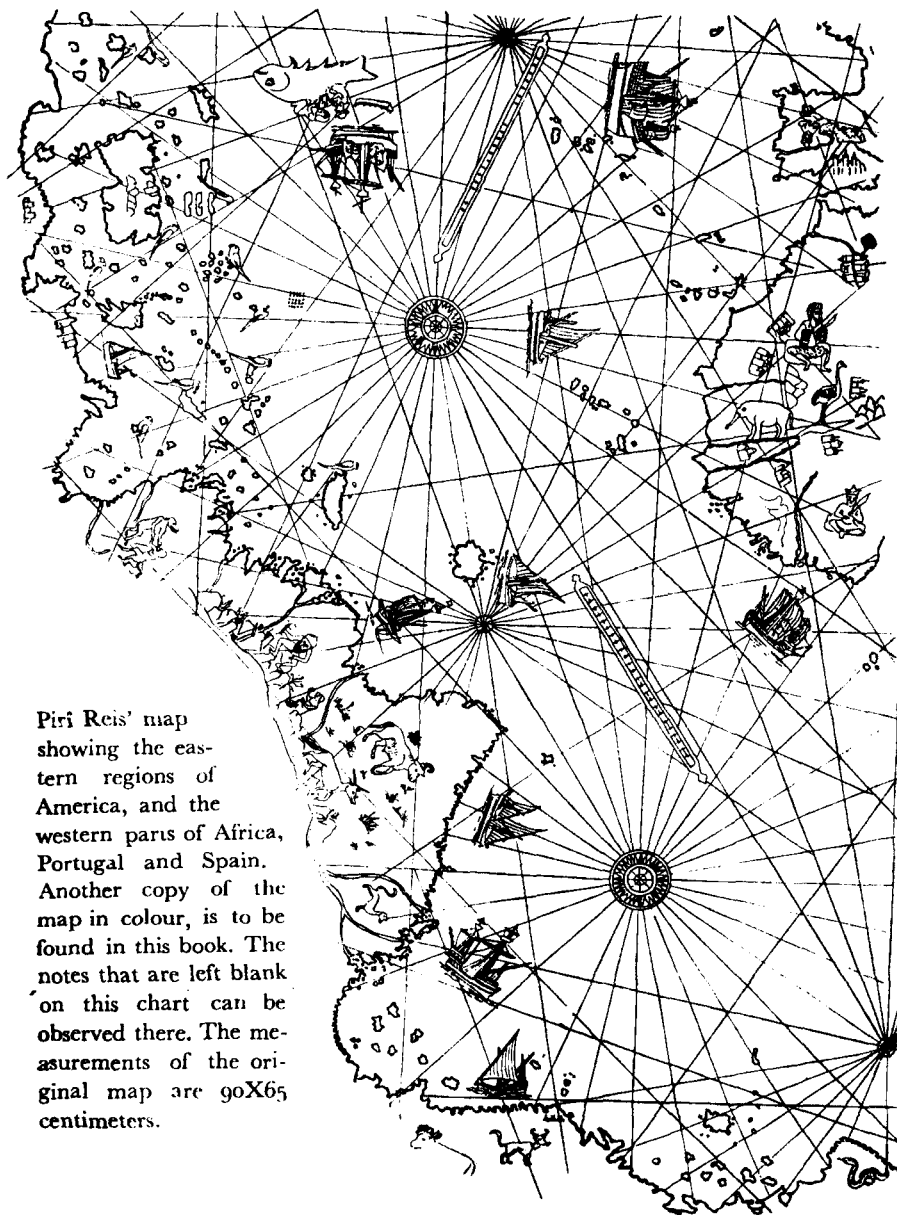 Pirî Reis' map
showing the eas-
tern regions of
America, and the
western parts of Africa,
Portugal and Spain.
Another copy of the
map in colour, is to be
found in this book. The
notes that are left blank
on this chart can be
observed there. The me-
asurements of the ori-
ginal map are 90X65
centimeters.